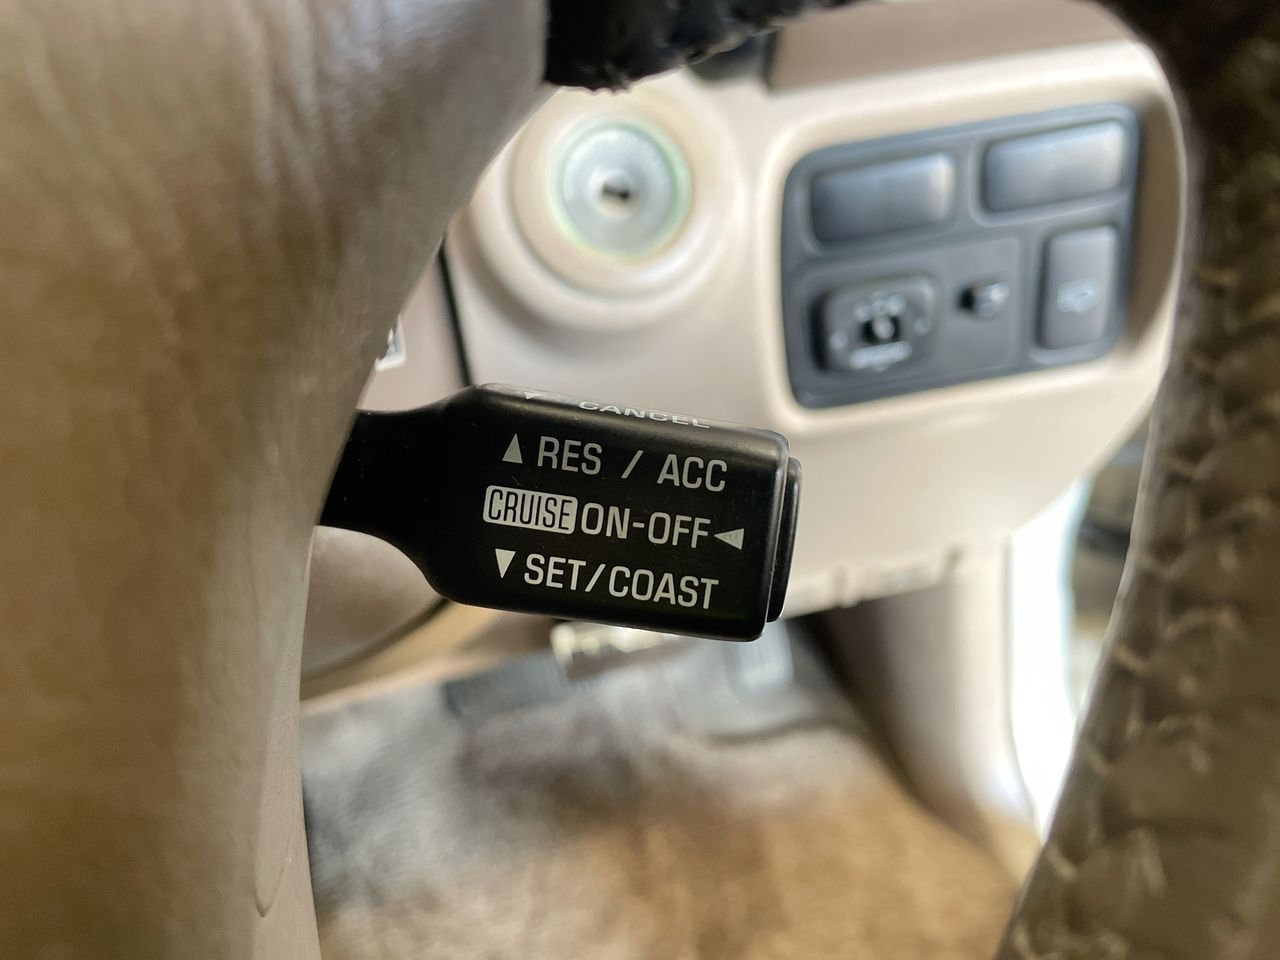 CANCEL
▲ RES / ACC
CRUISE ON-OFF ◀
▼ SET/COAST